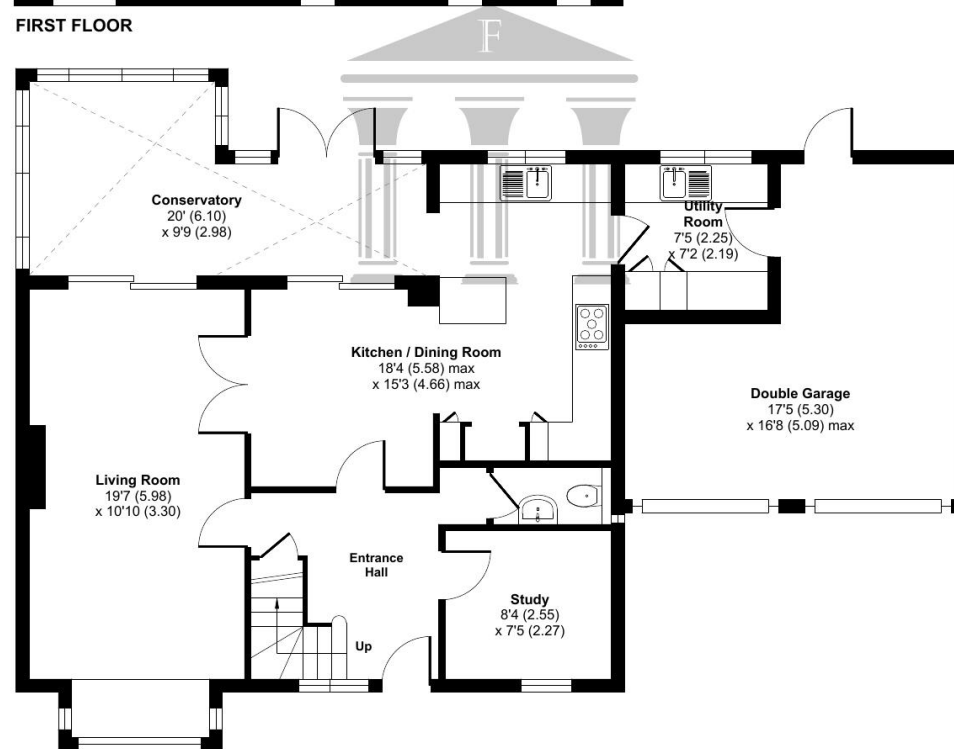 FIRST FLOOR
F
Conservatory
20' (6.10)
x 9'9 (2.98)
Utility
Room
7'5 (2.25)
x 7'2 (2.19)
Kitchen / Dining Room
18'4 (5.58) max
x 15'3 (4.66) max
Double Garage
17'5 (5.30)
x 16'8 (5.09) max
Living Room
19'7 (5.98)
x 10'10 (3.30)
Entrance
Hall
Study
8'4 (2.55)
x 7'5 (2.27)
Up